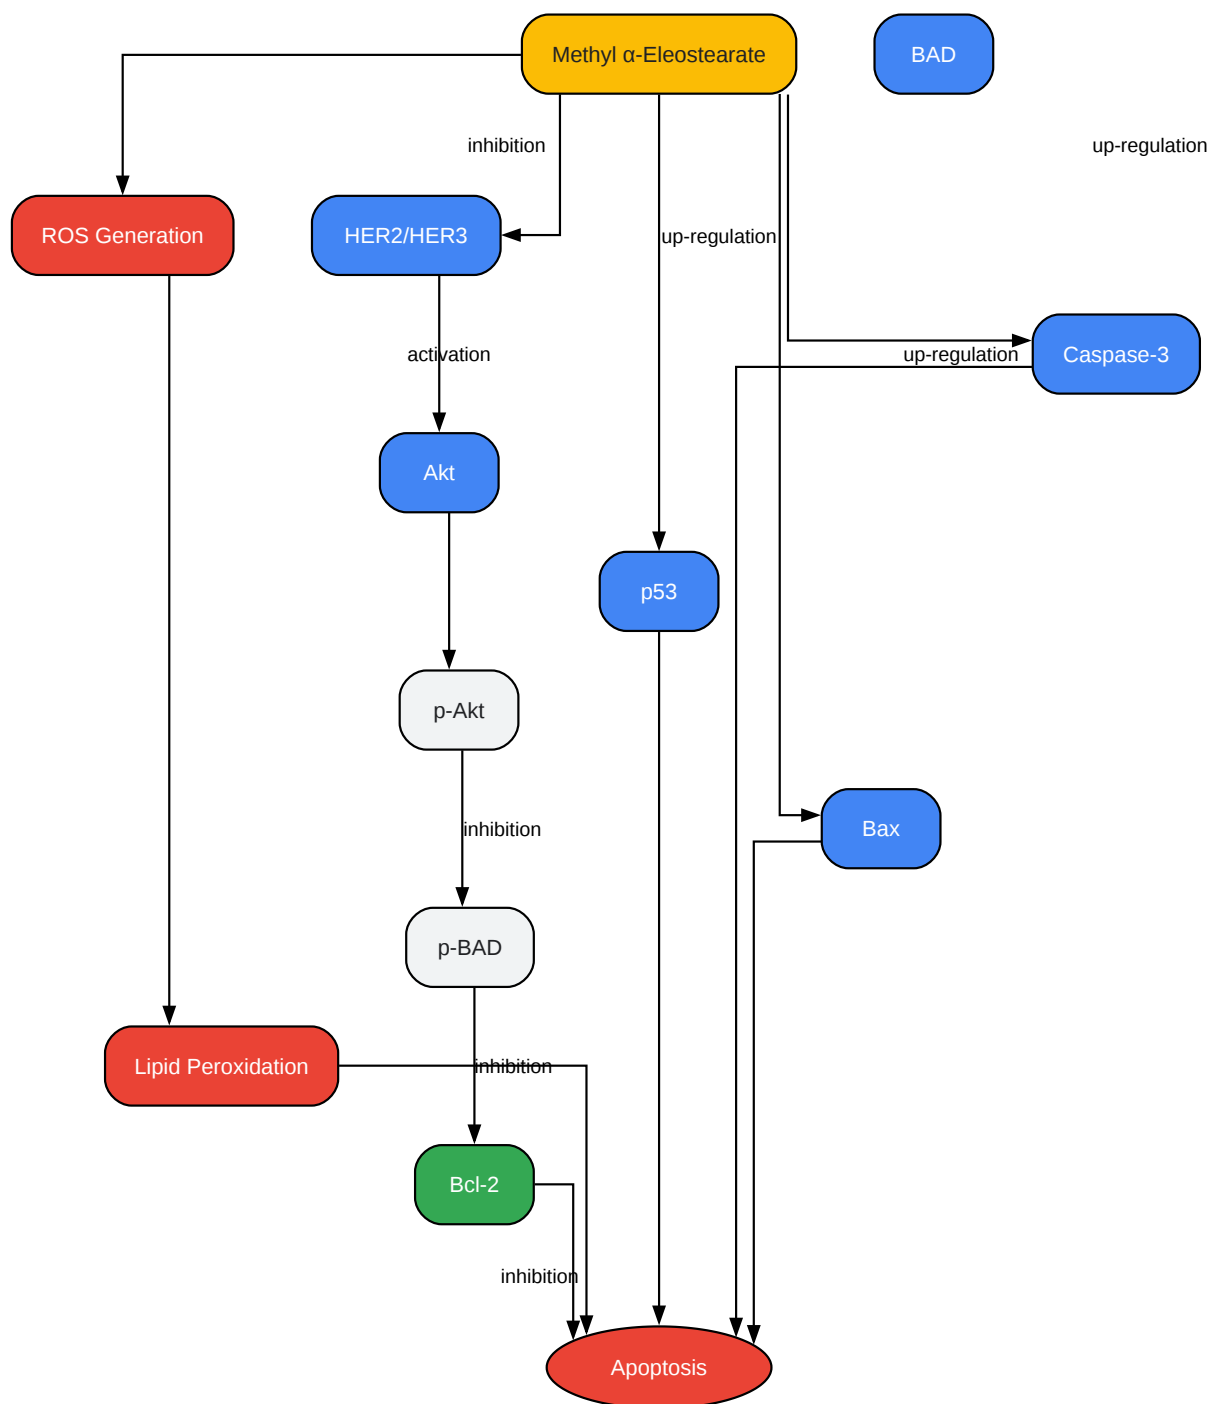 Methyl α-Eleostearate
BAD
inhibition
up-regulation
ROS Generation
HER2/HER3
up-regulation
activation
up-regulation
Caspase-3
Akt
p53
p-Akt
inhibition
Bax
p-BAD
Lipid Peroxidation
inhibition
Bcl-2
inhibition
Apoptosis